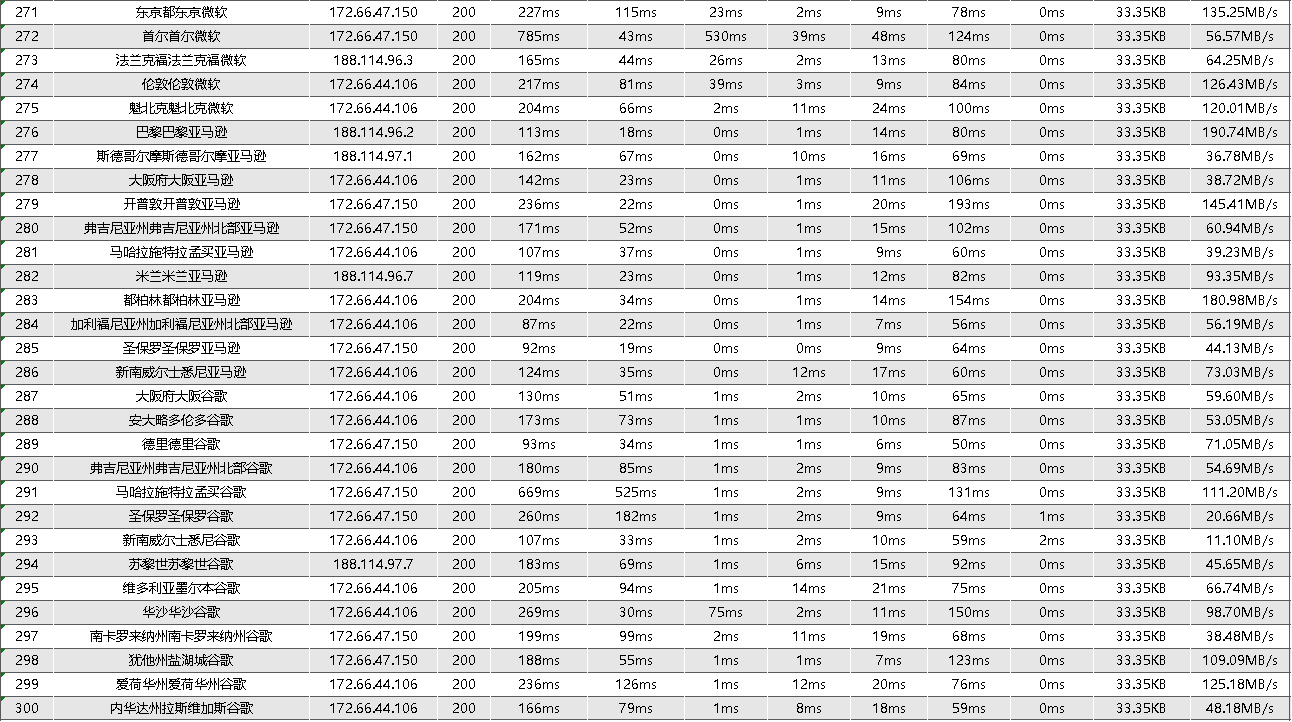 271 东京都东京微软 172.66.47.150 200 227ms 115ms 23ms 2ms 9ms 78ms 0ms 33.35KB 135.25MB/s
272 首尔首尔微软 172.66.47.150 200 785ms 43ms 530ms 39ms 48ms 124ms 0ms 33.35KB 56.57MB/s
273 法兰克福法兰克福微软 188.114.96.3 200 165ms 44ms 26ms 2ms 13ms 80ms 0ms 33.35KB 64.25MB/s
274 伦敦伦敦微软 172.66.44.106 200 217ms 81ms 39ms 3ms 9ms 84ms 0ms 33.35KB 126.43MB/s
275 魁北克魁北克微软 172.66.44.106 200 204ms 66ms 2ms 11ms 24ms 100ms 0ms 33.35KB 120.01MB/s
276 巴黎巴黎亚马逊 188.114.96.2 200 113ms 18ms 0ms 1ms 14ms 80ms 0ms 33.35KB 190.74MB/s
277 斯德哥尔摩斯德哥尔摩亚马逊 188.114.97.1 200 162ms 67ms 0ms 10ms 16ms 69ms 0ms 33.35KB 36.78MB/s
278 大阪府大阪亚马逊 172.66.44.106 200 142ms 23ms 0ms 1ms 11ms 106ms 0ms 33.35KB 38.72MB/s
279 开普敦开普敦亚马逊 172.66.47.150 200 236ms 22ms 0ms 1ms 20ms 193ms 0ms 33.35KB 145.41MB/s
280 弗吉尼亚州弗吉尼亚州北部亚马逊 172.66.47.150 200 171ms 52ms 0ms 1ms 15ms 102ms 0ms 33.35KB 60.94MB/s
281 马哈拉施特拉孟买亚马逊 172.66.44.106 200 107ms 37ms 0ms 1ms 9ms 60ms 0ms 33.35KB 39.23MB/s
282 米兰米兰亚马逊 188.114.96.7 200 119ms 23ms 0ms 1ms 12ms 82ms 0ms 33.35KB 93.35MB/s
283 都柏林都柏林亚马逊 172.66.44.106 200 204ms 34ms 0ms 1ms 14ms 154ms 0ms 33.35KB 180.98MB/s
284 加利福尼亚州加利福尼亚州北部亚马逊 172.66.44.106 200 87ms 22ms 0ms 1ms 7ms 56ms 0ms 33.35KB 56.19MB/s
285 圣保罗圣保罗亚马逊 172.66.47.150 200 92ms 19ms 0ms 0ms 9ms 64ms 0ms 33.35KB 44.13MB/s
286 新南威尔士悉尼亚马逊 172.66.44.106 200 124ms 35ms 0ms 12ms 17ms 60ms 0ms 33.35KB 73.03MB/s
287 大阪府大阪谷歌 172.66.44.106 200 130ms 51ms 1ms 2ms 10ms 65ms 0ms 33.35KB 59.60MB/s
288 安大略多伦多谷歌 172.66.44.106 200 173ms 73ms 1ms 1ms 10ms 87ms 0ms 33.35KB 53.05MB/s
289 德里德里谷歌 172.66.47.150 200 93ms 34ms 1ms 1ms 6ms 50ms 0ms 33.35KB 71.05MB/s
290 弗吉尼亚州弗吉尼亚州北部谷歌 172.66.44.106 200 180ms 85ms 1ms 2ms 9ms 83ms 0ms 33.35KB 54.69MB/s
291 马哈拉施特拉孟买谷歌 172.66.47.150 200 669ms 525ms 1ms 2ms 9ms 131ms 0ms 33.35KB 111.20MB/s
292 圣保罗圣保罗谷歌 172.66.47.150 200 260ms 182ms 1ms 2ms 9ms 64ms 1ms 33.35KB 20.66MB/s
293 新南威尔士悉尼谷歌 172.66.44.106 200 107ms 33ms 1ms 2ms 10ms 59ms 2ms 33.35KB 11.10MB/s
294 苏黎世苏黎世谷歌 188.114.97.7 200 183ms 69ms 1ms 6ms 15ms 92ms 0ms 33.35KB 45.65MB/s
295 维多利亚墨尔本谷歌 172.66.44.106 200 205ms 94ms 1ms 14ms 21ms 75ms 0ms 33.35KB 66.74MB/s
296 华沙华沙谷歌 172.66.44.106 200 269ms 30ms 75ms 2ms 11ms 150ms 0ms 33.35KB 98.70MB/s
297 南卡罗来纳州南卡罗来纳州谷歌 172.66.47.150 200 199ms 99ms 2ms 11ms 19ms 68ms 0ms 33.35KB 38.48MB/s
298 犹他州盐湖城谷歌 172.66.47.150 200 188ms 55ms 1ms 1ms 7ms 123ms 0ms 33.35KB 109.09MB/s
299 爱荷华州爱荷华州谷歌 172.66.44.106 200 236ms 126ms 1ms 12ms 20ms 76ms 0ms 33.35KB 125.18MB/s
300 内华达州拉斯维加斯谷歌 172.66.44.106 200 166ms 79ms 1ms 8ms 18ms 59ms 0ms 33.35KB 48.18MB/s